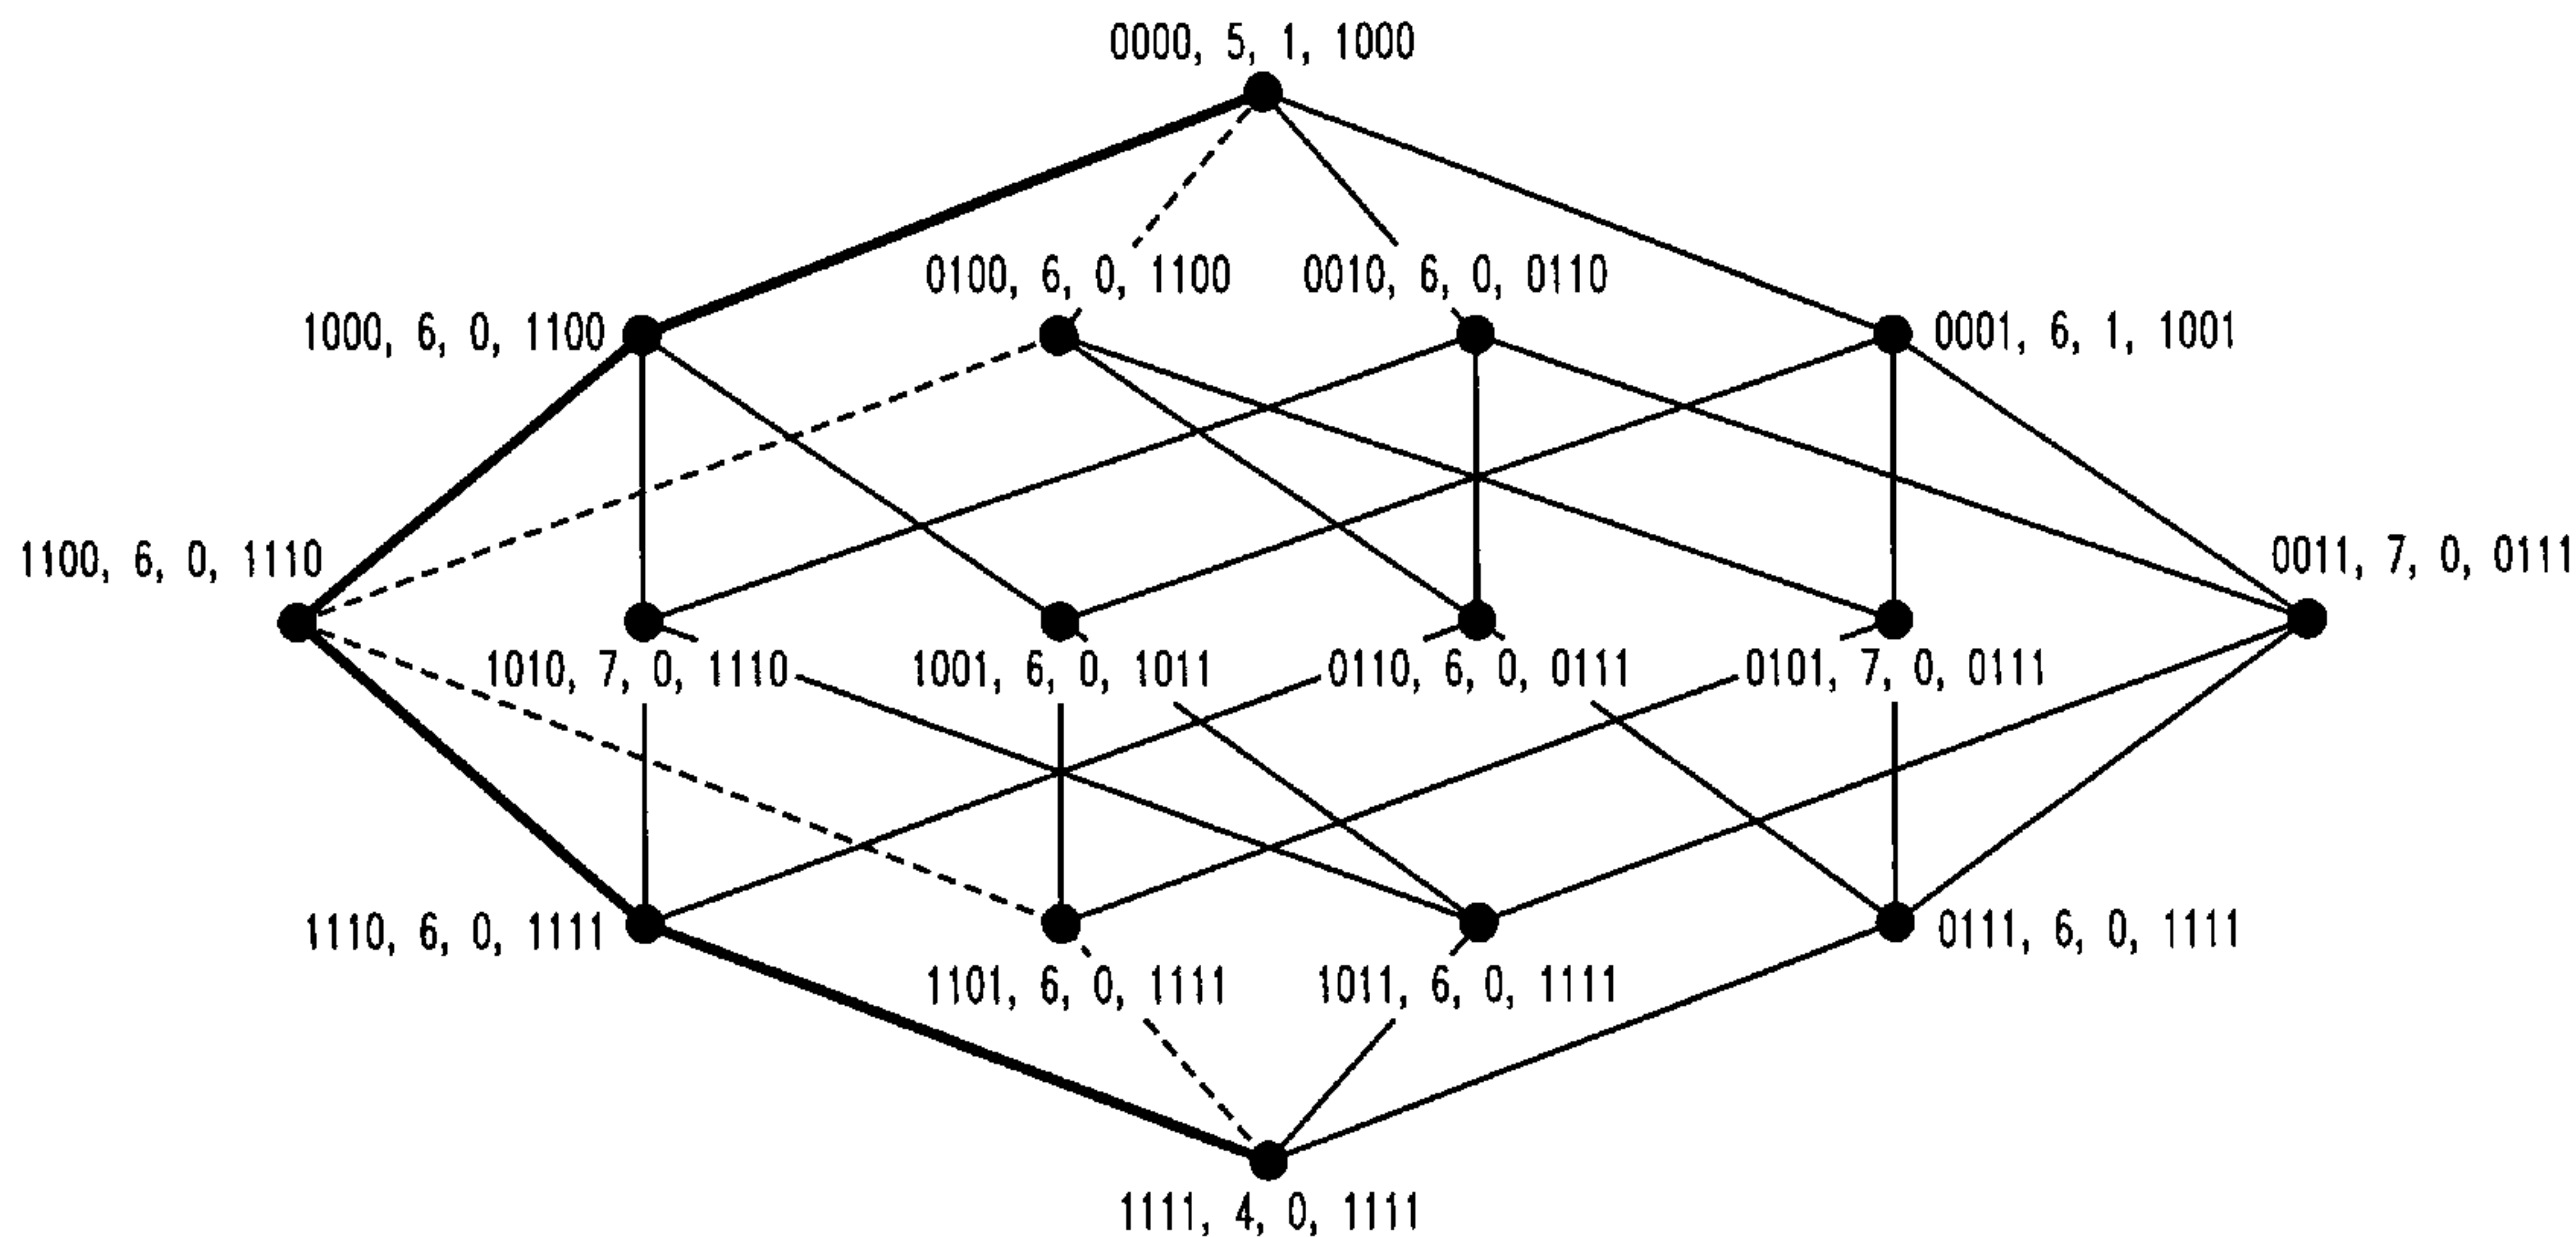 0000, 5, 1, 1000
0100, 6, 0, 1100
0010, 6, 0, 0110
1000, 6, 0, 1100
0001, 6, 1, 1001
1100, 6, 0, 1110
0011, 7, 0, 0111
1010, 7, 0, 1110
1001, 6, 0, 1011
0110, 6, 0, 0111
0101, 7, 0, 0111
1110, 6, 0, 1111
0111, 6, 0, 1111
1101, 6, 0, 1111
1011, 6, 0, 1111
1111, 4, 0, 1111